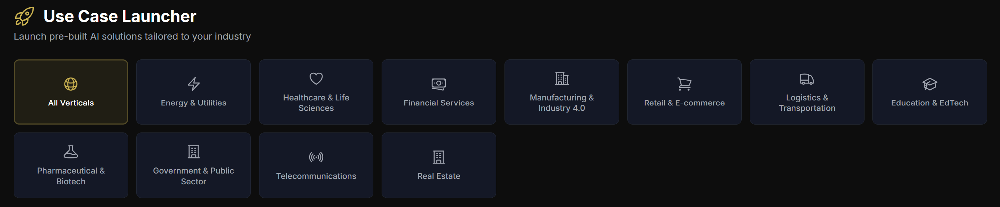 Use Case Launcher
Launch pre-built AI solutions tailored to your industry
All Verticals
Energy & Utilities
Healthcare & Life
Sciences
Financial Services
Manufacturing &
Industry 4.0
Retail & E-commerce
Logistics &
Transportation
Education & EdTech
Pharmaceutical &
Biotech
Government & Public
Sector
Telecommunications
Real Estate